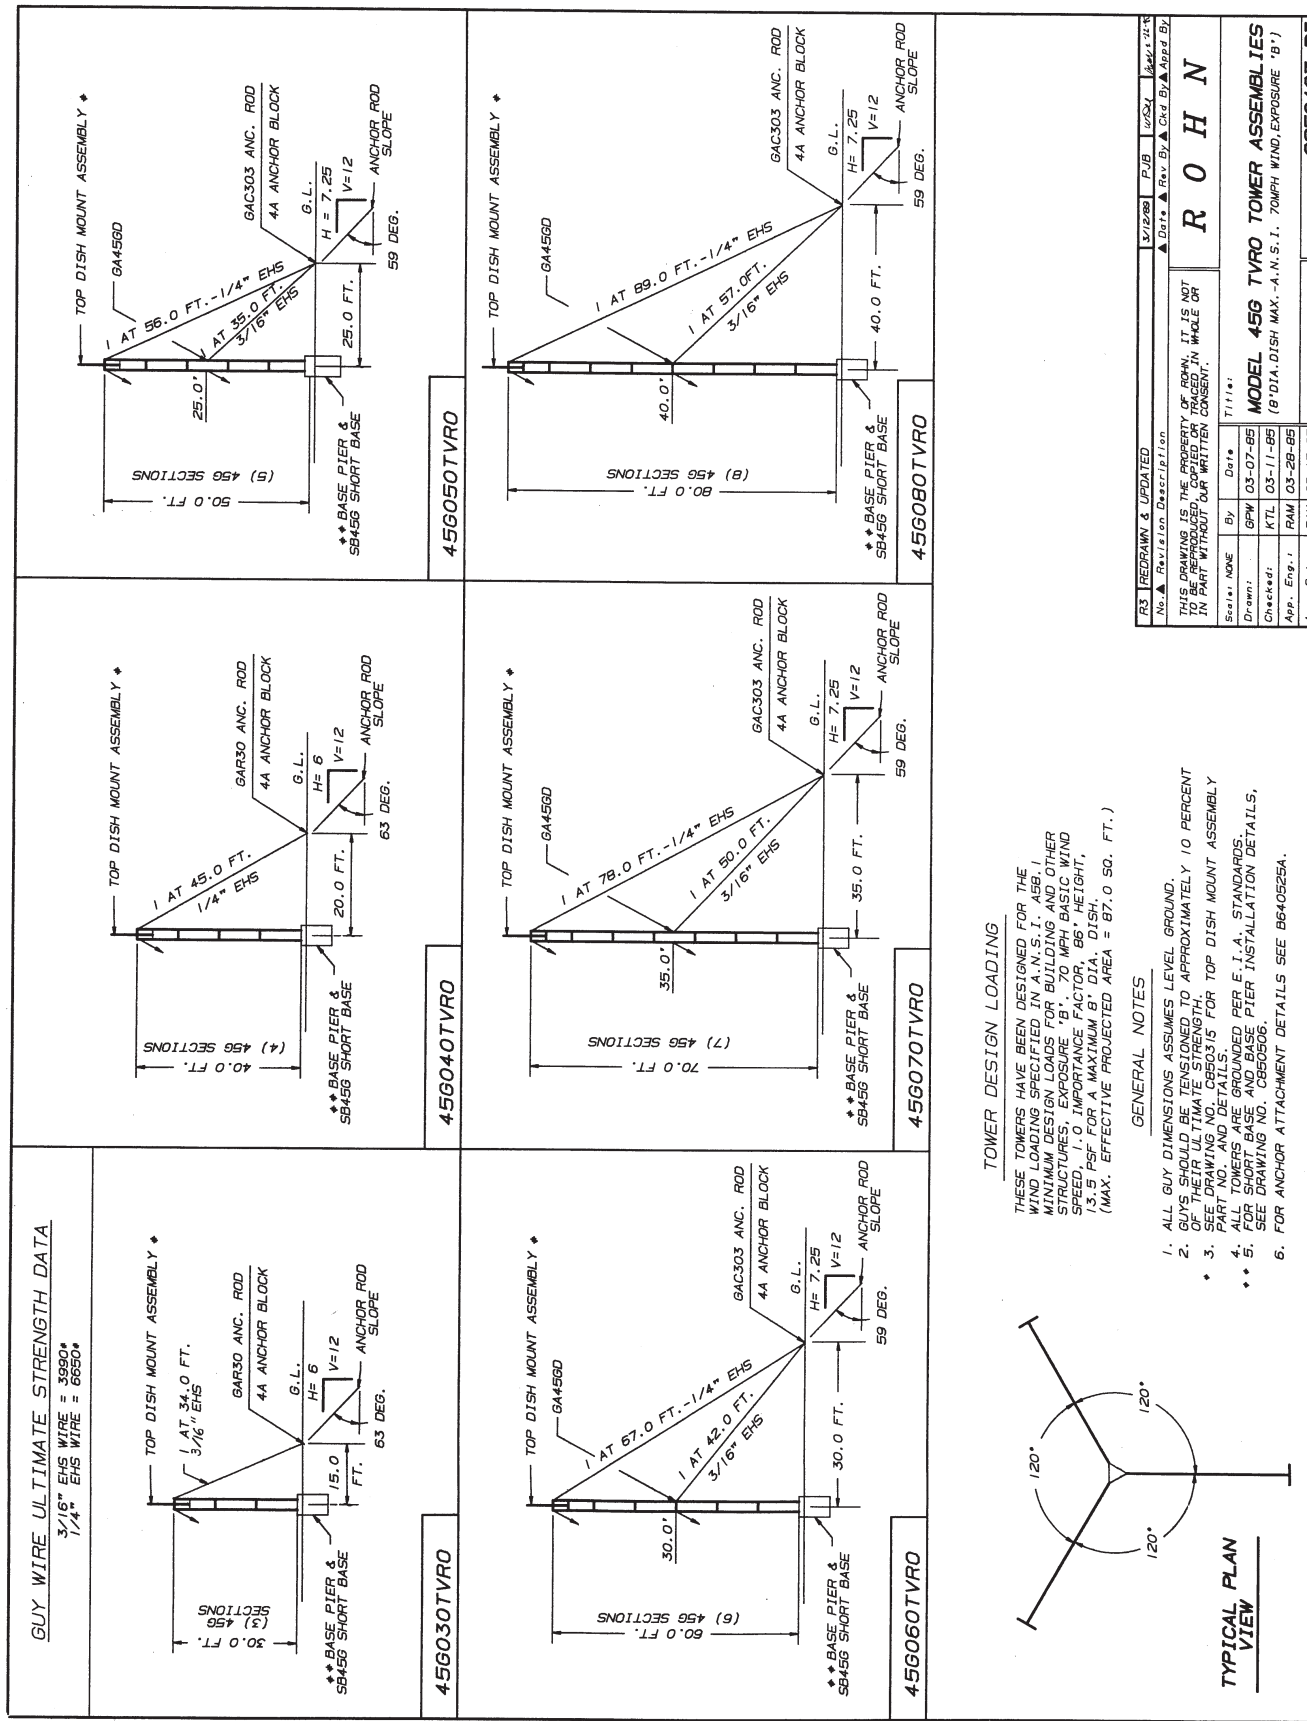 GUY WIRE ULTIMATE STRENGTH DATA
3/16" EHS WIRE = 3990#
1/4" EHS WIRE = 6650#
TOP DISH MOUNT ASSEMBLY *
1 AT 34.0 FT.
3/16" EHS
GAR30 ANC. ROD
4A ANCHOR BLOCK
G.L.
H= 6
V=12
ANCHOR ROD
SLOPE
63 DEG.
15.0
FT.
30.0 FT.
(3) 45G
SECTIONS
** BASE PIER &
SB45G SHORT BASE
45G030TVRO
TOP DISH MOUNT ASSEMBLY *
1 AT 45.0 FT.
1/4" EHS
GAR30 ANC. ROD
4A ANCHOR BLOCK
G.L.
H= 6
V=12
ANCHOR ROD
SLOPE
63 DEG.
20.0 FT.
40.0 FT.
(4) 45G SECTIONS
** BASE PIER &
SB45G SHORT BASE
45G040TVRO
TOP DISH MOUNT ASSEMBLY *
GA45GD
1 AT 56.0 FT.-1/4" EHS
1 AT 35.0 FT.
3/16" EHS
GAC303 ANC. ROD
4A ANCHOR BLOCK
G.L.
H = 7.25
V=12
ANCHOR ROD
SLOPE
59 DEG.
25.0 FT.
25.0'
50.0 FT.
(5) 45G SECTIONS
** BASE PIER &
SB45G SHORT BASE
45G050TVRO
TOP DISH MOUNT ASSEMBLY *
GA45GD
1 AT 67.0 FT.-1/4" EHS
1 AT 42.0 FT.
3/16" EHS
GAC303 ANC. ROD
4A ANCHOR BLOCK
G.L.
H= 7.25
V=12
ANCHOR ROD
SLOPE
59 DEG.
30.0 FT.
30.0'
60.0 FT.
(6) 45G SECTIONS
** BASE PIER &
SB45G SHORT BASE
45G060TVRO
TOP DISH MOUNT ASSEMBLY *
GA45GD
1 AT 78.0 FT.-1/4" EHS
1 AT 50.0 FT.
3/16" EHS
GAC303 ANC. ROD
4A ANCHOR BLOCK
G.L.
H= 7.25
V=12
ANCHOR ROD
SLOPE
59 DEG.
35.0 FT.
35.0'
70.0 FT.
(7) 45G SECTIONS
** BASE PIER &
SB45G SHORT BASE
45G070TVRO
TOP DISH MOUNT ASSEMBLY *
GA45GD
1 AT 89.0 FT.-1/4" EHS
1 AT 57.0FT.
3/16" EHS
GAC303 ANC. ROD
4A ANCHOR BLOCK
G.L.
H= 7.25
V=12
ANCHOR ROD
SLOPE
59 DEG.
40.0 FT.
40.0'
80.0 FT.
(8) 45G SECTIONS
** BASE PIER &
SB45G SHORT BASE
45G080TVRO
120°
120°
120°
TYPICAL PLAN
VIEW
TOWER DESIGN LOADING
THESE TOWERS HAVE BEEN DESIGNED FOR THE
WIND LOADING SPECIFIED IN A.N.S.I. A58.1
MINIMUM DESIGN LOADS FOR BUILDING AND OTHER
STRUCTURES, EXPOSURE 'B', 70 MPH BASIC WIND
SPEED, 1.0 IMPORTANCE FACTOR, 86' HEIGHT,
13.5 PSF FOR A MAXIMUM 8' DIA. DISH.
(MAX. EFFECTIVE PROJECTED AREA = 87.0 SQ. FT.)
GENERAL NOTES
1. ALL GUY DIMENSIONS ASSUMES LEVEL GROUND.
2. GUYS SHOULD BE TENSIONED TO APPROXIMATELY 10 PERCENT
OF THEIR ULTIMATE STRENGTH.
* 3. SEE DRAWING NO. C850315 FOR TOP DISH MOUNT ASSEMBLY
PART NO. AND DETAILS.
4. ALL TOWERS ARE GROUNDED PER E.I.A. STANDARDS.
** 5. FOR SHORT BASE AND BASE PIER INSTALLATION DETAILS,
SEE DRAWING NO. C850506.
6. FOR ANCHOR ATTACHMENT DETAILS SEE B640525A.
R3 REDRAWN & UPDATED 3/12/89 PJB
No. Revision Description Date Rev By Ckd By Appd By
THIS DRAWING IS THE PROPERTY OF ROHN. IT IS NOT
TO BE REPRODUCED, COPIED OR TRACED IN WHOLE OR
IN PART WITHOUT OUR WRITTEN CONSENT.
ROHN
Scale: NONE By Date Title:
Drawn: GPW 03-07-85
Checked: KTL 03-11-85
App. Eng.: RAM 03-28-85
MODEL 45G TVRO TOWER ASSEMBLIES
(8'DIA.DISH MAX.-A.N.S.I. 70MPH WIND,EXPOSURE 'B')